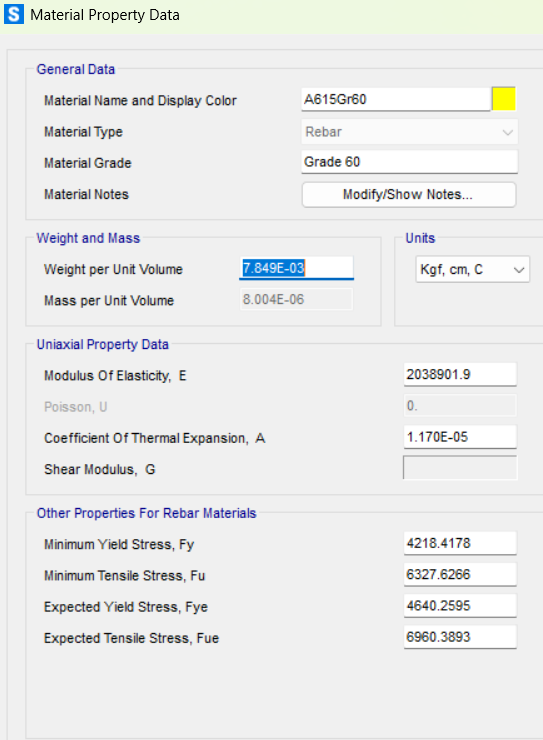 S Material Property Data
General Data
Material Name and Display Color A615Gr60
Material Type Rebar
Material Grade Grade 60
Material Notes Modify/Show Notes...
Weight and Mass
Weight per Unit Volume 7.849E-03
Mass per Unit Volume 8.004E-06
Units
Kgf, cm, C
Uniaxial Property Data
Modulus Of Elasticity, E 2038901.9
Poisson, U 0.
Coefficient Of Thermal Expansion, A 1.170E-05
Shear Modulus, G
Other Properties For Rebar Materials
Minimum Yield Stress, Fy 4218.4178
Minimum Tensile Stress, Fu 6327.6266
Expected Yield Stress, Fye 4640.2595
Expected Tensile Stress, Fue 6960.3893